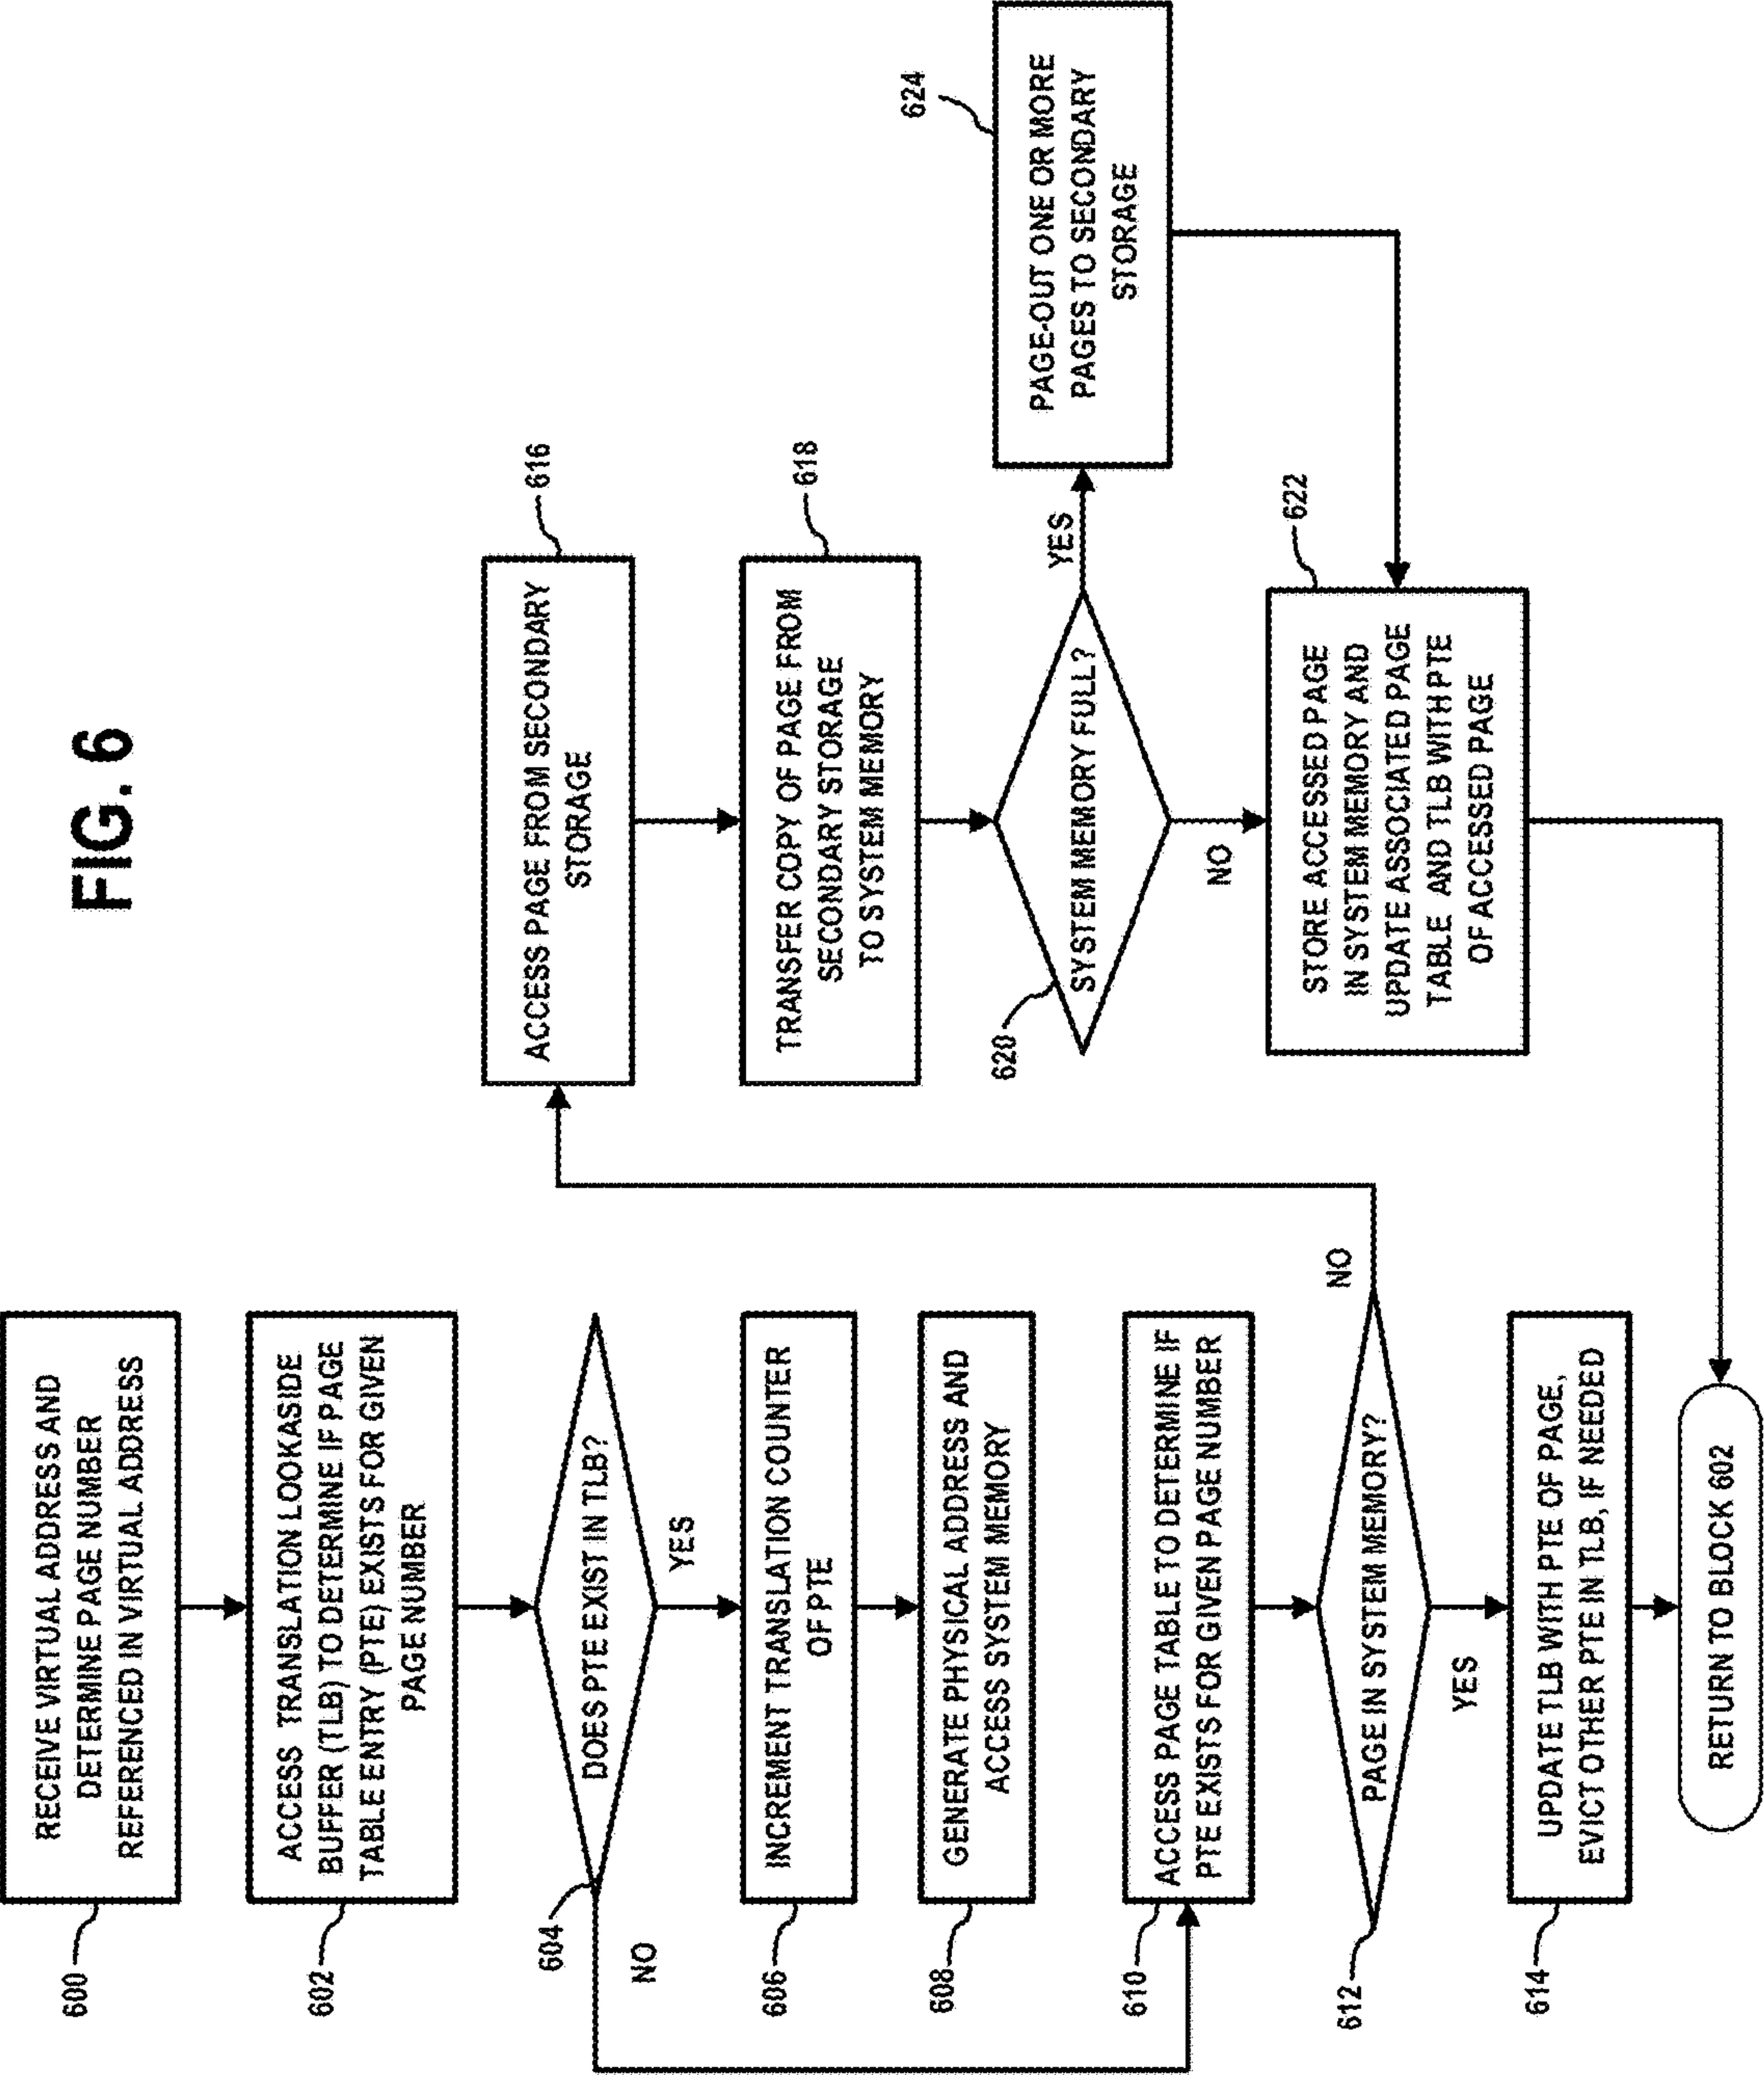 FIG. 6
600
RECEIVE VIRTUAL ADDRESS AND
DETERMINE PAGE NUMBER
REFERENCED IN VIRTUAL ADDRESS
602
ACCESS TRANSLATION LOOKASIDE
BUFFER (TLB) TO DETERMINE IF PAGE
TABLE ENTRY (PTE) EXISTS FOR GIVEN
PAGE NUMBER
604
DOES PTE EXIST IN TLB?
NO
YES
606
INCREMENT TRANSLATION COUNTER
OF PTE
608
GENERATE PHYSICAL ADDRESS AND
ACCESS SYSTEM MEMORY
610
ACCESS PAGE TABLE TO DETERMINE IF
PTE EXISTS FOR GIVEN PAGE NUMBER
612
PAGE IN SYSTEM MEMORY?
NO
YES
614
UPDATE TLB WITH PTE OF PAGE,
EVICT OTHER PTE IN TLB, IF NEEDED
RETURN TO BLOCK 602
616
ACCESS PAGE FROM SECONDARY
STORAGE
618
TRANSFER COPY OF PAGE FROM
SECONDARY STORAGE
TO SYSTEM MEMORY
620
SYSTEM MEMORY FULL?
YES
NO
622
STORE ACCESSED PAGE
IN SYSTEM MEMORY AND
UPDATE ASSOCIATED PAGE
TABLE AND TLB WITH PTE
OF ACCESSED PAGE
624
PAGE-OUT ONE OR MORE
PAGES TO SECONDARY
STORAGE